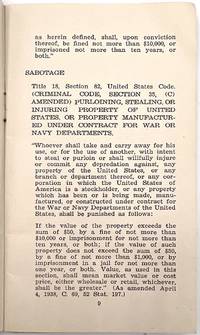 as herein defined, shall, upon conviction
thereof, be fined not more than $10,000, or
imprisoned not more than ten years, or
both."
SABOTAGE
Title 18, Section 82, United States Code.
(CRIMINAL CODE, SECTION 35, (C)
AMENDED) PURLOINING, STEALING, OR
INJURING PROPERTY OF UNITED
STATES, OR PROPERTY MANUFACTUR-
ED UNDER CONTRACT FOR WAR OR
NAVY DEPARTMENTS.
"Whoever shall take and carry away for his
use, or for the use of another, with intent
to steal or purloin or shall willfully injure
or commit any depredation against, any
property of the United States, or any
branch or department thereof, or any cor-
poration in which the United States of
America is a stockholder, or any property
which has been or is being made, manu-
factured, or constructed under contract for
the War or Navy Departments of the United
States, shall be punished as follows:
If the value of the property exceeds the
sum of $50, by a fine of not more than
$10,000 or imprisonment for not more than
ten years, or both; if the value of such
property does not exceed the sum of $50,
by a fine of not more than $1,000, or by
imprisonment in a jail for not more than
one year, or both. Value, as used in this
section, shall mean market value or cost
price, either wholesale or retail, whichever,
shall be the greater." (As amended April
4, 1938, C. 69, 52 Stat. 197.)
9